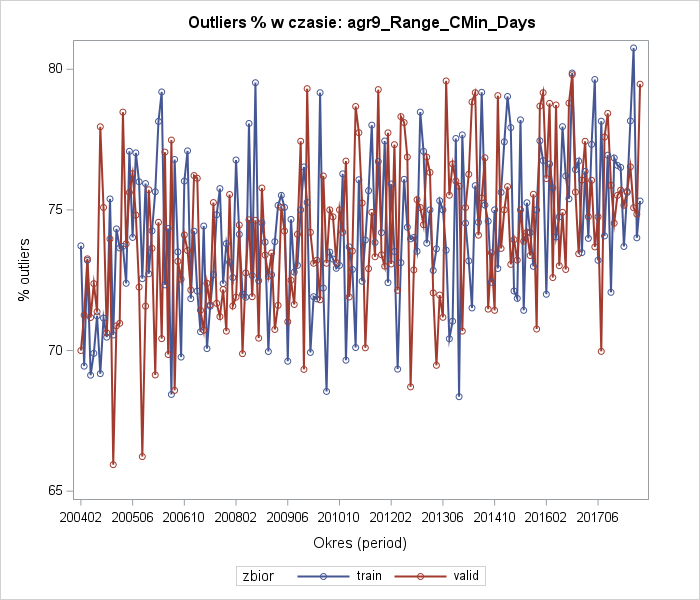 Outliers % w czasie: agr9_Range_CMin_Days
80
75
70
65
% outliers
200402 200506 200610 200802 200906 201010 201202 201306 201410 201602 201706
Okres (period)
zbior train valid